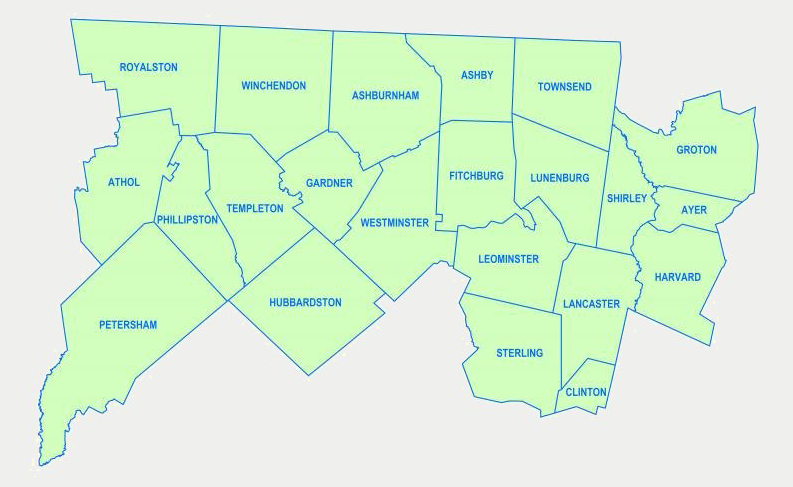 ROYALSTON
WINCHENDON
ASHBURNHAM
ASHBY
TOWNSEND
GROTON
ATHOL
PHILLIPSTON
TEMPLETON
GARDNER
WESTMINSTER
FITCHBURG
LUNENBURG
SHIRLEY
AYER
PETERSHAM
HUBBARDSTON
LEOMINSTER
LANCASTER
HARVARD
STERLING
CLINTON